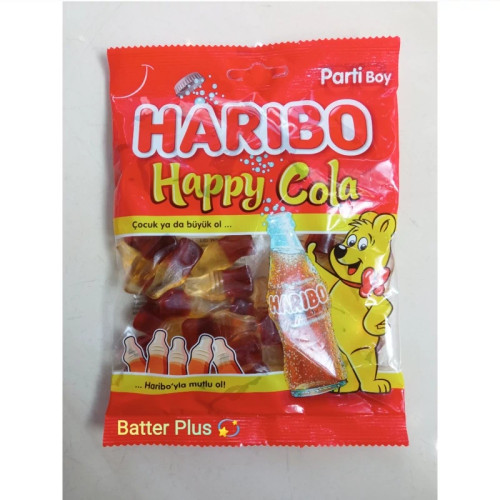 Parti Boy
HARIBO
Happy Cola
Çocuk ya da büyük ol ...
HARIBO
... Haribo'yla mutlu ol!
Batter Plus 💫